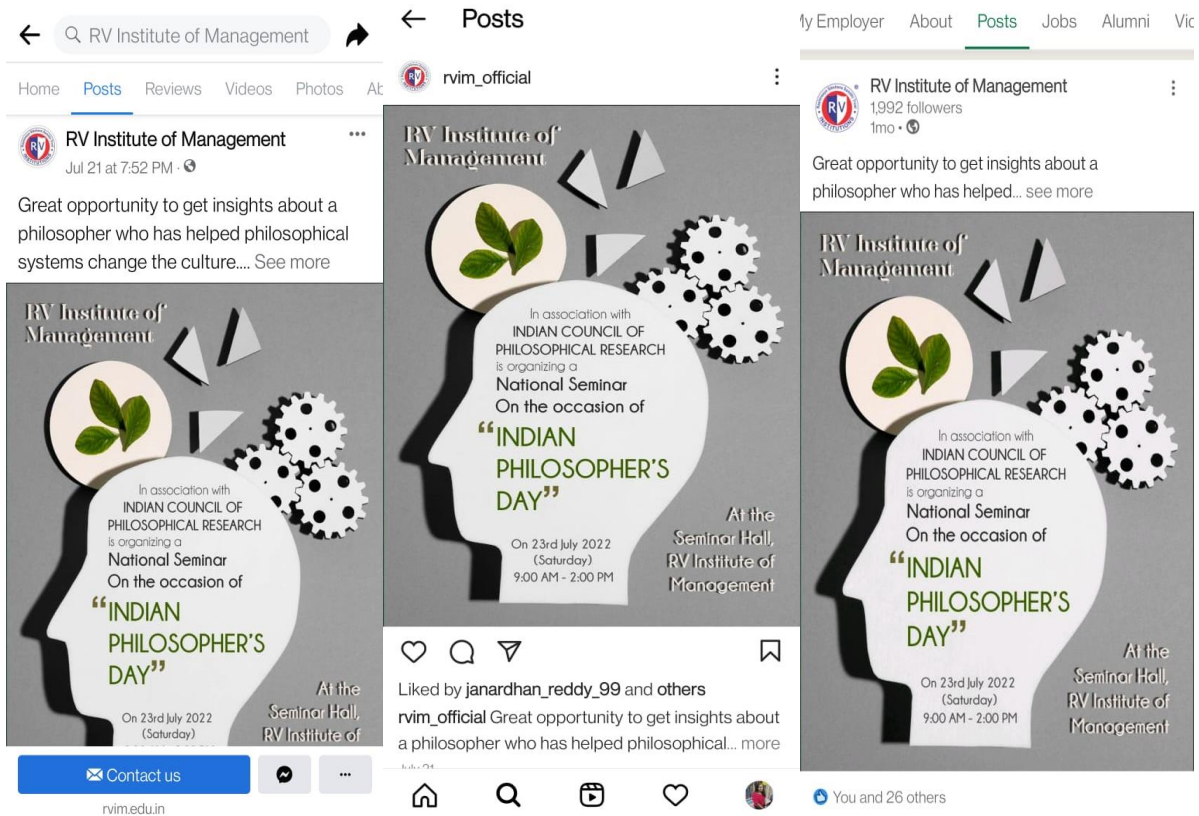 RV Institute of Management
Home Posts Reviews Videos Photos Ab
RV Institute of Management
Jul 21 at 7:52 PM ·
Great opportunity to get insights about a
philosopher who has helped philosophical
systems change the culture.... See more
RV Institute of
Management
In association with
INDIAN COUNCIL OF
PHILOSOPHICAL RESEARCH
is organizing a
National Seminar
On the occasion of
“INDIAN
PHILOSOPHER'S
DAY”
On 23rd July 2022
(Saturday)
At the
Seminar Hall,
RV Institute of
Contact us
rvim.edu.in
Posts
RV
rvim_official
RV Institute of
Management
In association with
INDIAN COUNCIL OF
PHILOSOPHICAL RESEARCH
is organizing a
National Seminar
On the occasion of
“INDIAN
PHILOSOPHER'S
DAY”
On 23rd July 2022
(Saturday)
9:00 AM - 2:00 PM
At the
Seminar Hall,
RV Institute of
Management
Liked by janardhan_reddy_99 and others
rvim_official Great opportunity to get insights about
a philosopher who has helped philosophical... more
July 21
My Employer About Posts Jobs Alumni Vid
RV
INSTITUTIONS
RV Institute of Management
1,992 followers
1mo •
Great opportunity to get insights about a
philosopher who has helped... see more
RV Institute of
Management
In association with
INDIAN COUNCIL OF
PHILOSOPHICAL RESEARCH
is organizing a
National Seminar
On the occasion of
“INDIAN
PHILOSOPHER'S
DAY”
On 23rd July 2022
(Saturday)
9:00 AM - 2:00 PM
At the
Seminar Hall,
RV Institute of
Management
You and 26 others